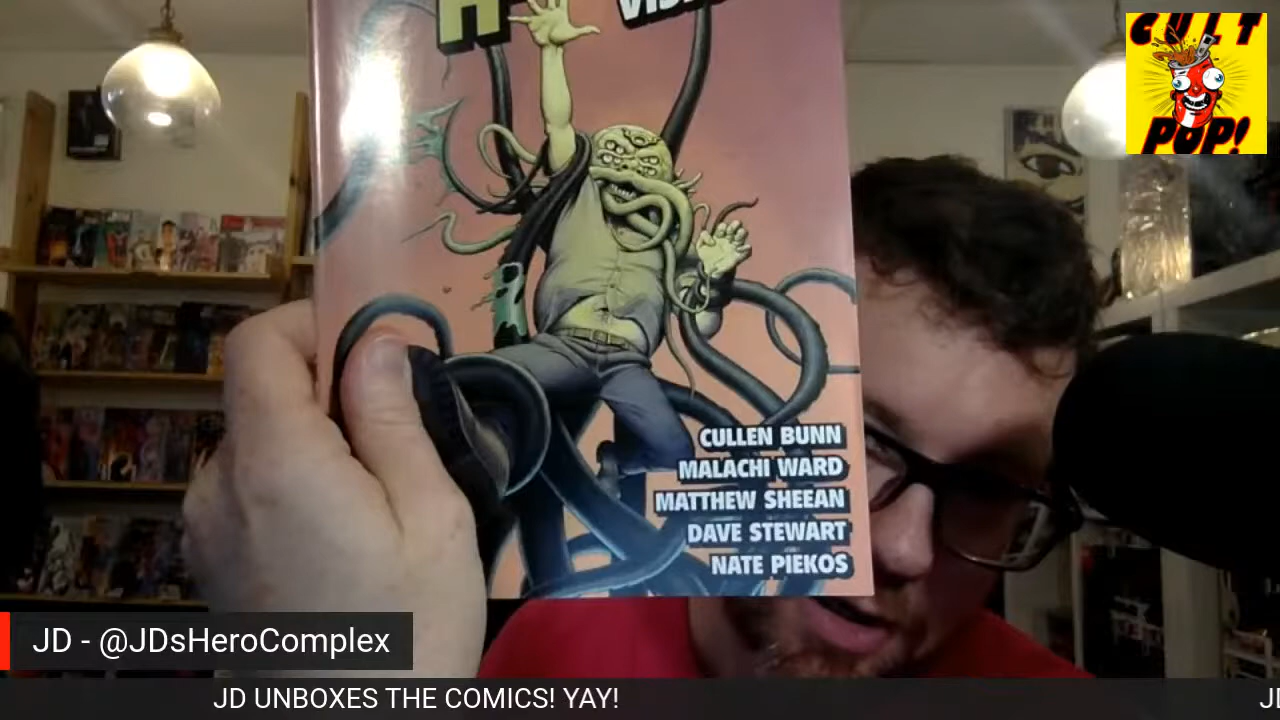 CULT
POP!
CULLEN BUNN
MALACHI WARD
MATTHEW SHEEAN
DAVE STEWART
NATE PIEKOS
JD - @JDsHeroComplex
JD UNBOXES THE COMICS! YAY!